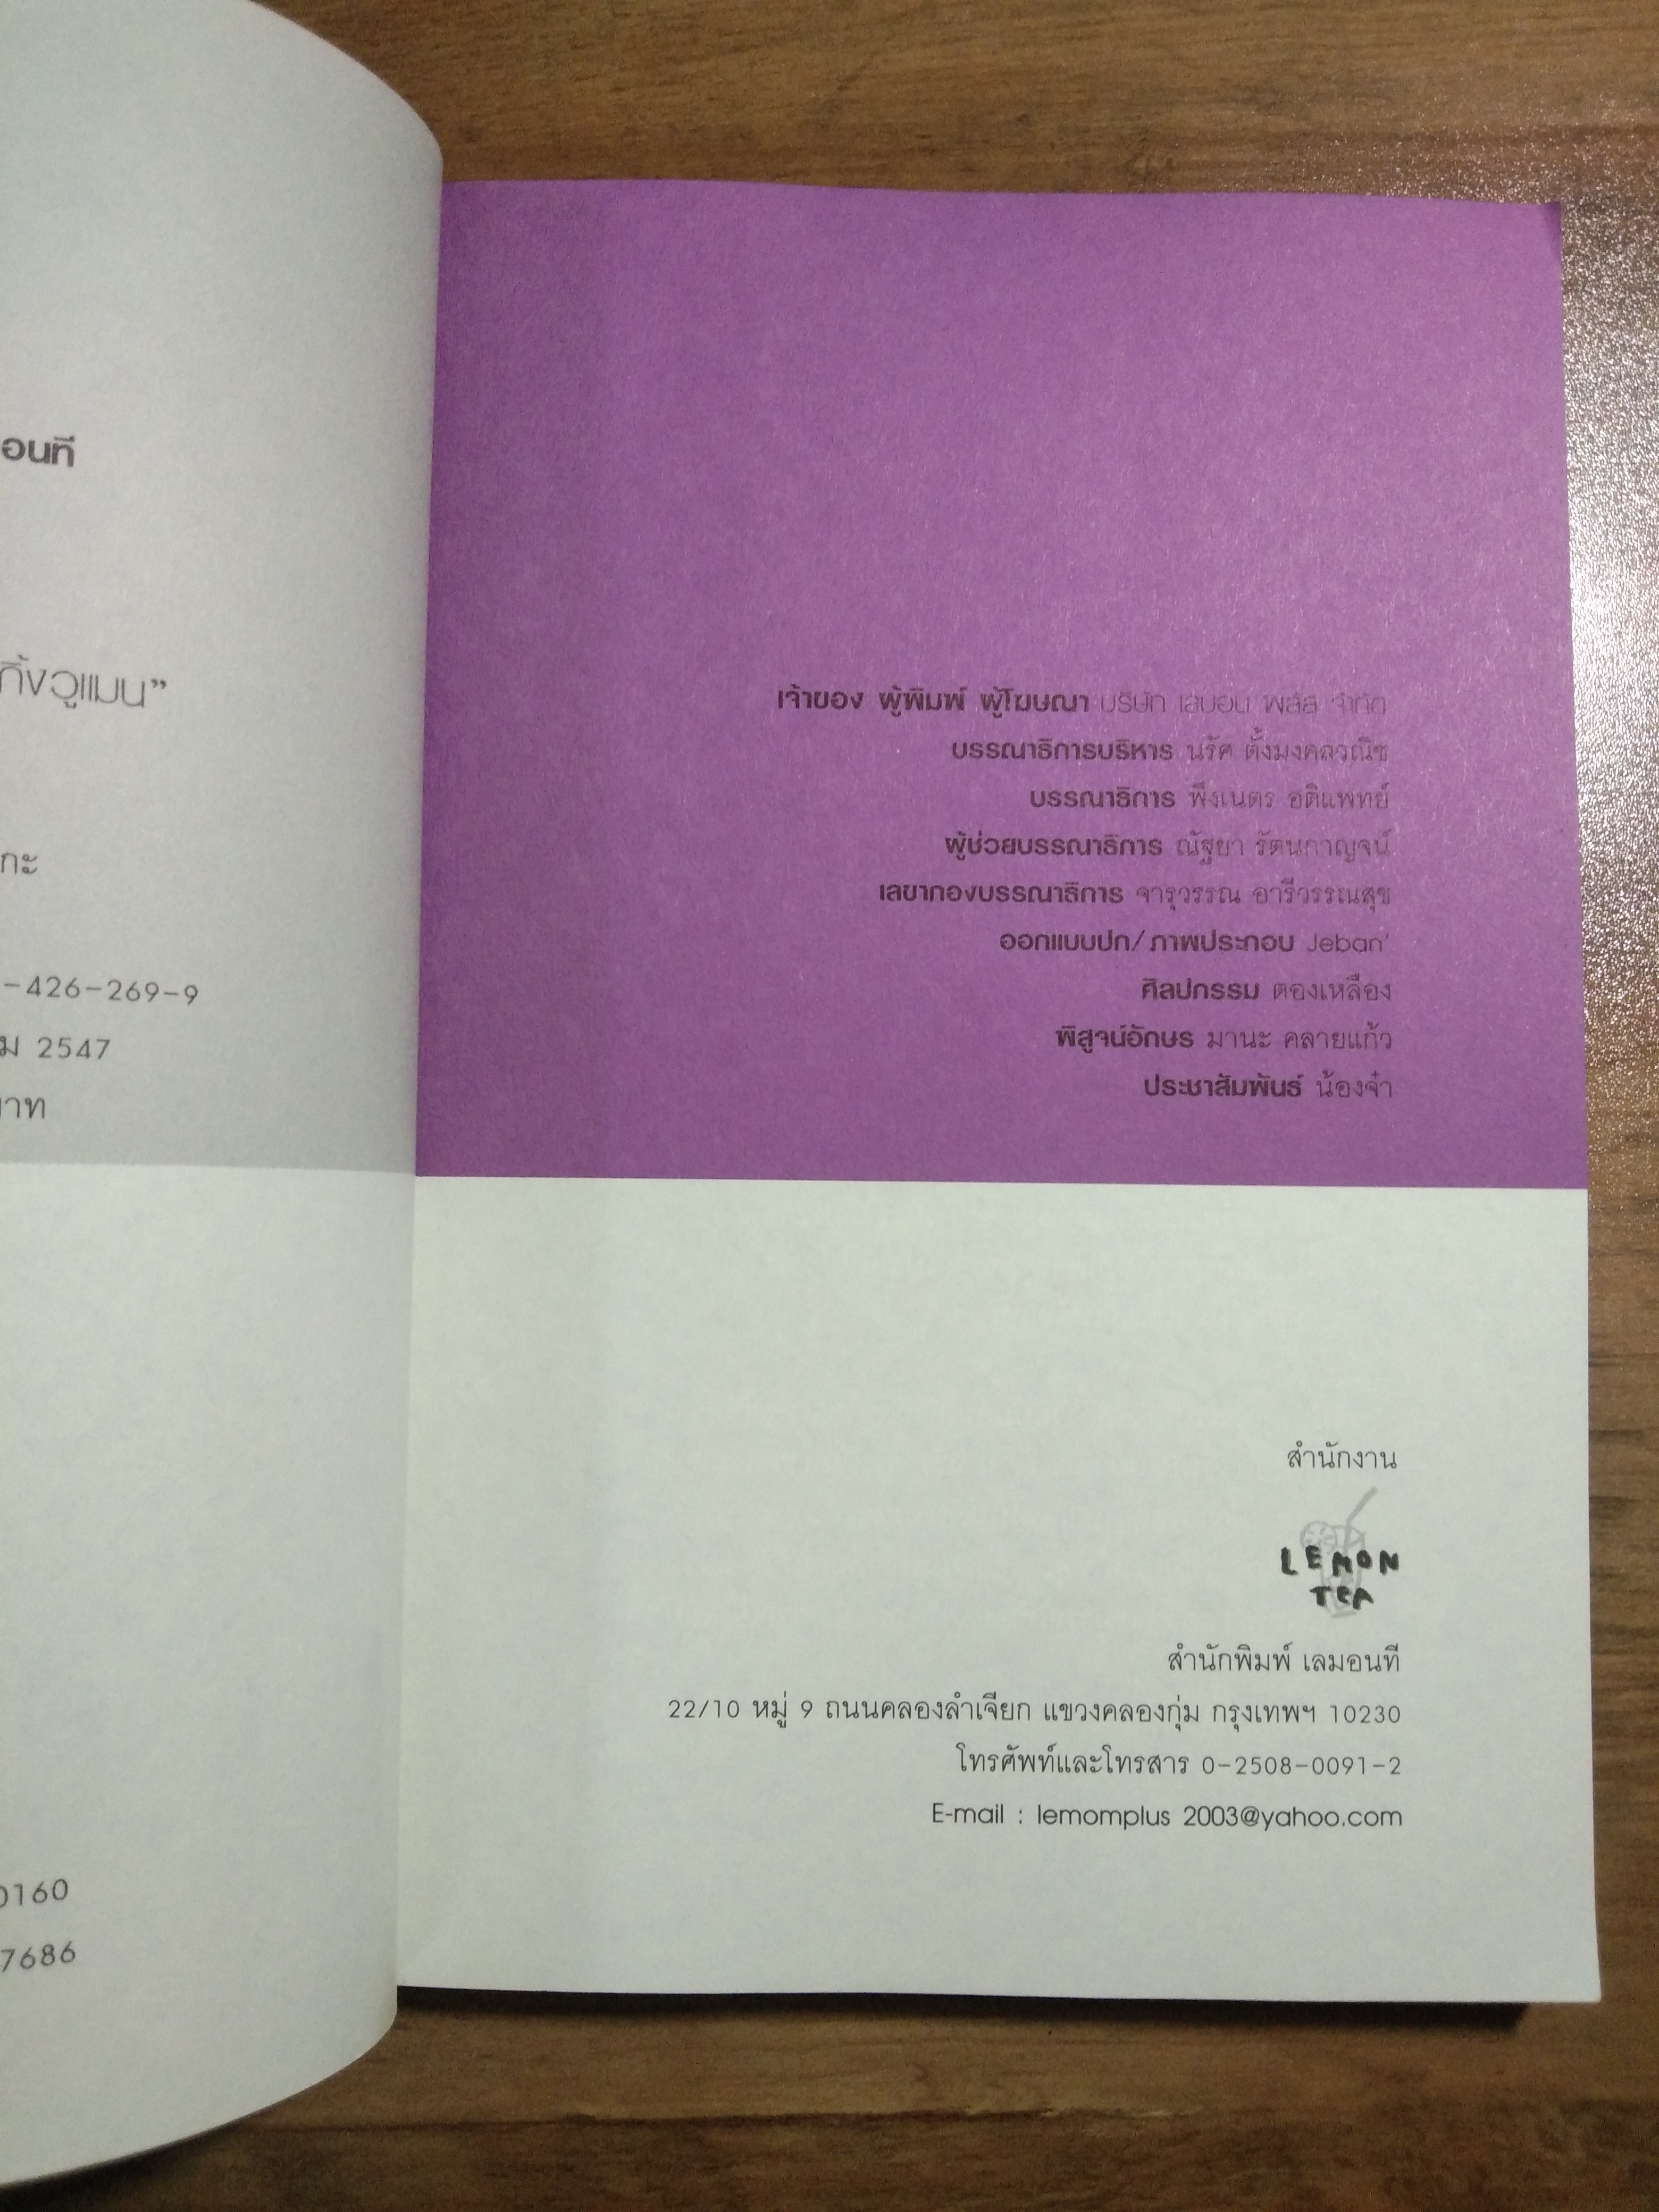 อนที
กิ้งวูแมน”
กะ
-426-269-9
ม 2547
บาท
0160
7686
เจ้าของ ผู้พิมพ์ ผู้โฆษณา บริษัท เลมอน พลัส จำกัด
บรรณาธิการบริหาร นรัศ ตั้งมงคลวณิช
บรรณาธิการ พึงเนตร อติแพทย์
ผู้ช่วยบรรณาธิการ ณัฐยา รัตนกาญจน์
เลขากองบรรณาธิการ จารุวรรณ อารีวรรณสุข
ออกแบบปก/ภาพประกอบ Jeban'
ศิลปกรรม ตองเหลือง
พิสูจน์อักษร มานะ คลายแก้ว
ประชาสัมพันธ์ น้องจ๋า
สำนักงาน
LEMON
TEA
สำนักพิมพ์ เลมอนที
22/10 หมู่ 9 ถนนคลองลำเจียก แขวงคลองกุ่ม กรุงเทพฯ 10230
โทรศัพท์และโทรสาร 0-2508-0091-2
E-mail : lemomplus 2003@yahoo.com